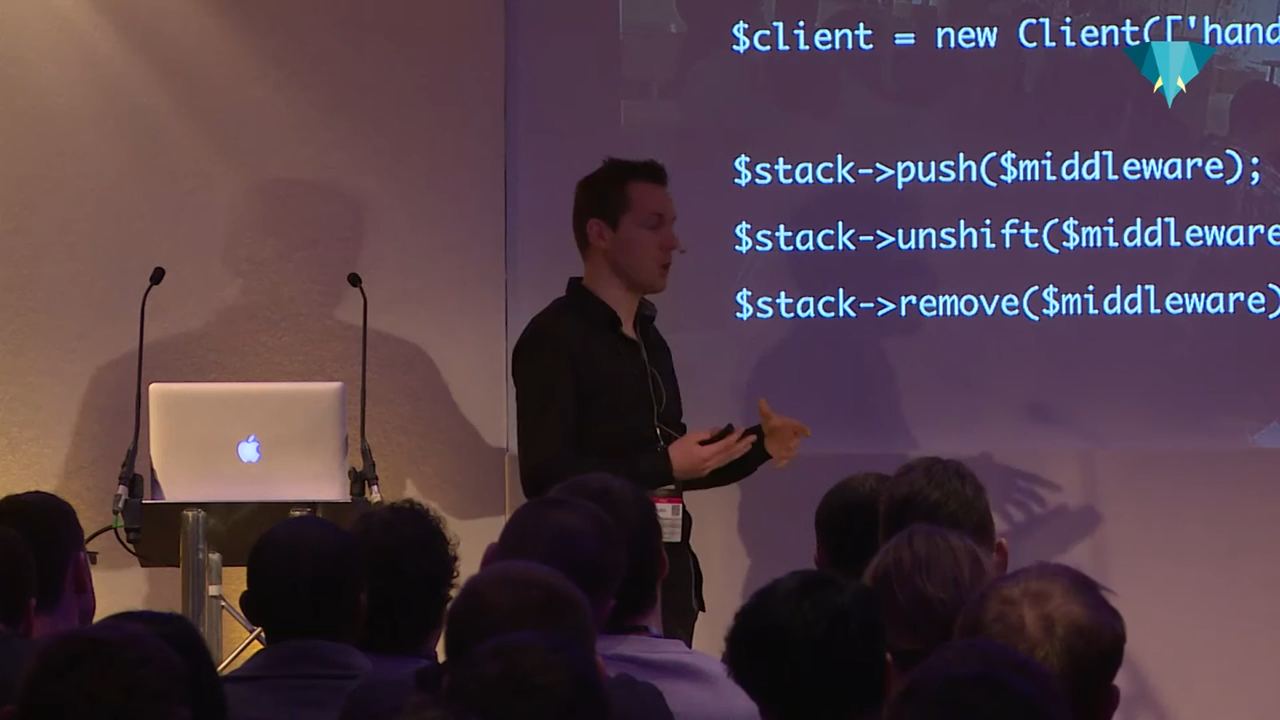 $client = new Client(['hand
$stack->push($middleware);
$stack->unshift($middleware
$stack->remove($middleware)